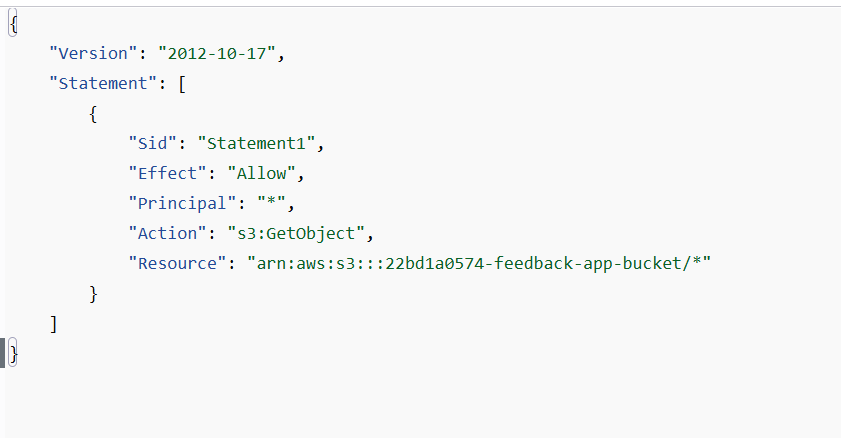 {
    "Version": "2012-10-17",
    "Statement": [
        {
            "Sid": "Statement1",
            "Effect": "Allow",
            "Principal": "*",
            "Action": "s3:GetObject",
            "Resource": "arn:aws:s3:::22bd1a0574-feedback-app-bucket/*"
        }
    ]
}